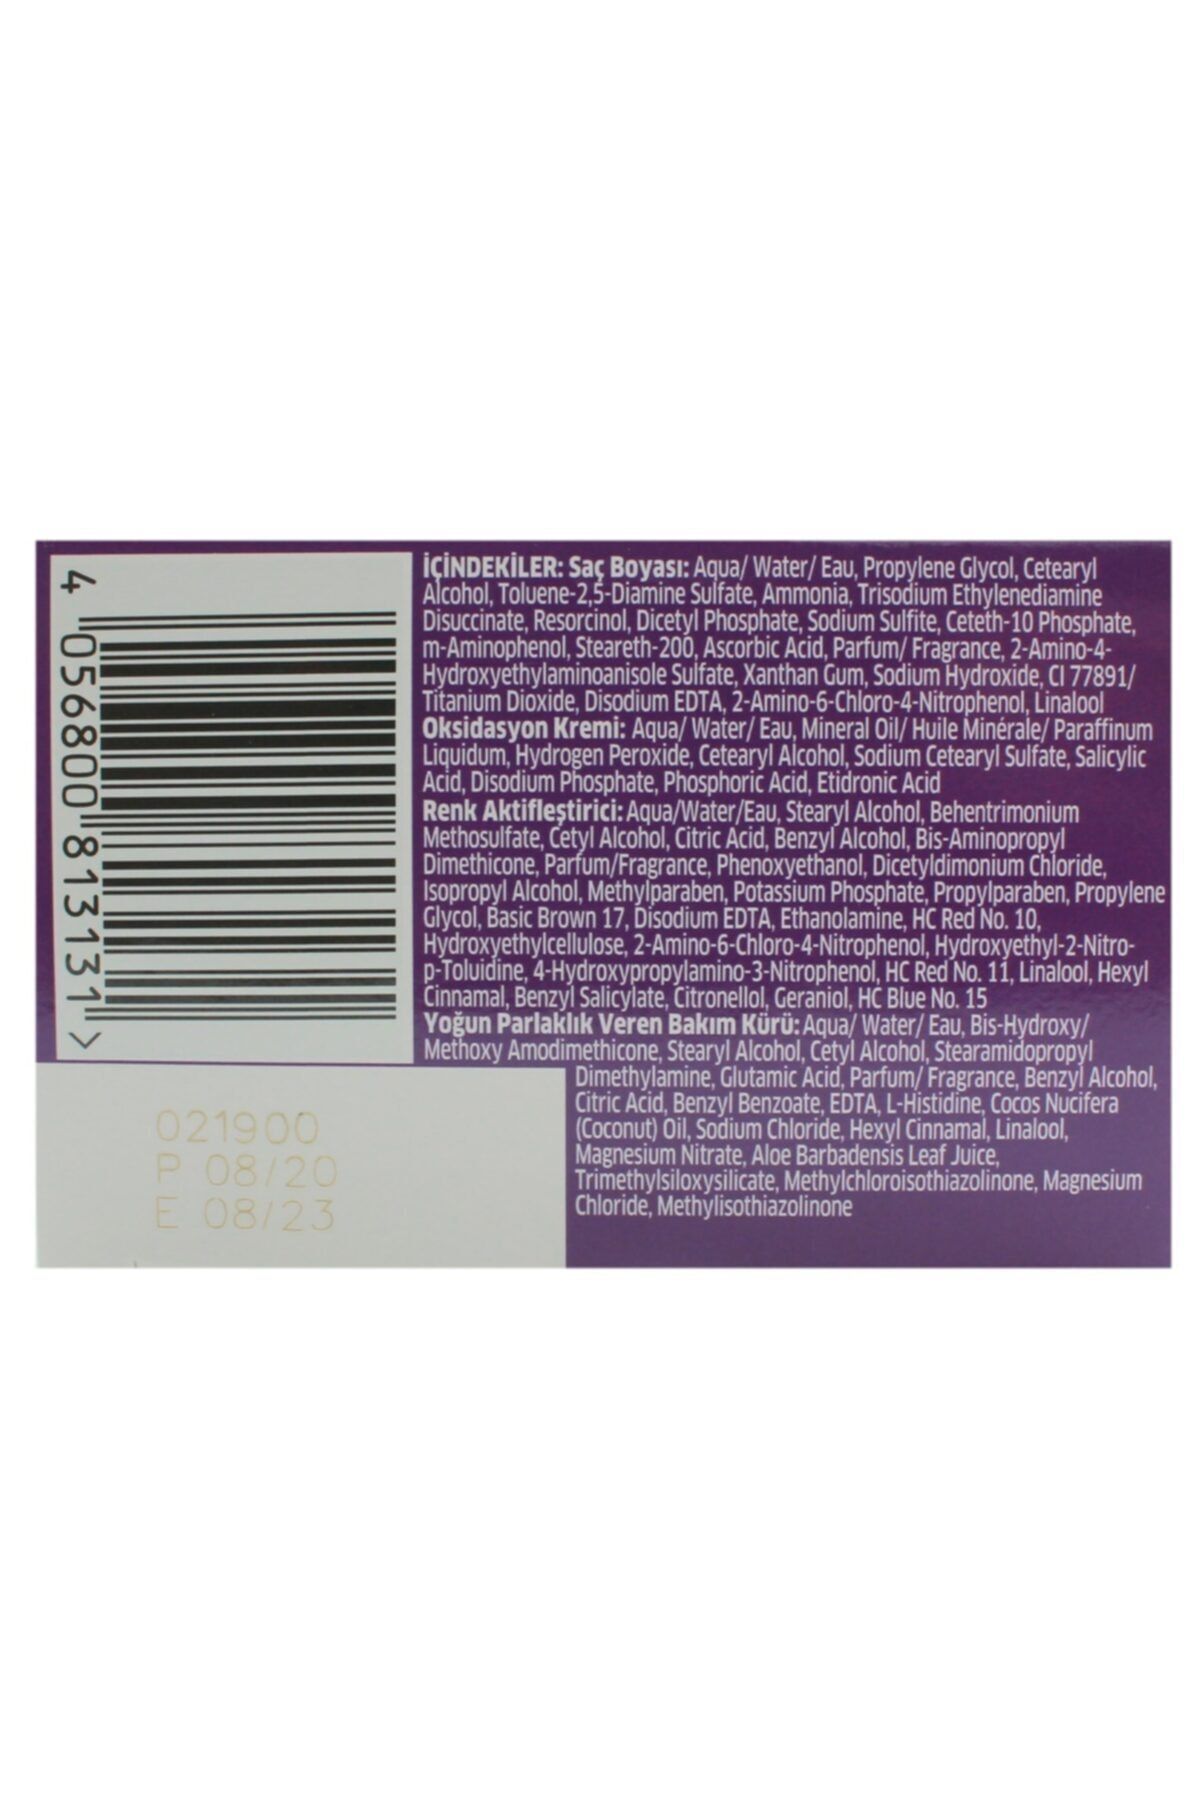 İÇİNDEKİLER: Saç Boyası: Aqua/ Water/ Eau, Propylene Glycol, Cetearyl
Alcohol, Toluene-2,5-Diamine Sulfate, Ammonia, Trisodium Ethylenediamine
Disuccinate, Resorcinol, Dicetyl Phosphate, Sodium Sulfite, Ceteth-10 Phosphate,
m-Aminophenol, Steareth-200, Ascorbic Acid, Parfum/ Fragrance, 2-Amino-4-
Hydroxyethylaminoanisole Sulfate, Xanthan Gum, Sodium Hydroxide, CI 77891/
Titanium Dioxide, Disodium EDTA, 2-Amino-6-Chloro-4-Nitrophenol, Linalool
Oksidasyon Kremi: Aqua/ Water/ Eau, Mineral Oil/ Huile Minérale/ Paraffinum
Liquidum, Hydrogen Peroxide, Cetearyl Alcohol, Sodium Cetearyl Sulfate, Salicylic
Acid, Disodium Phosphate, Phosphoric Acid, Etidronic Acid
Renk Aktifleştirici: Aqua/Water/Eau, Stearyl Alcohol, Behentrimonium
Methosulfate, Cetyl Alcohol, Citric Acid, Benzyl Alcohol, Bis-Aminopropyl
Dimethicone, Parfum/Fragrance, Phenoxyethanol, Dicetyldimonium Chloride,
Isopropyl Alcohol, Methylparaben, Potassium Phosphate, Propylparaben, Propylene
Glycol, Basic Brown 17, Disodium EDTA, Ethanolamine, HC Red No. 10,
Hydroxyethylcellulose, 2-Amino-6-Chloro-4-Nitrophenol, Hydroxyethyl-2-Nitro-
p-Toluidine, 4-Hydroxypropylamino-3-Nitrophenol, HC Red No. 11, Linalool, Hexyl
Cinnamal, Benzyl Salicylate, Citronellol, Geraniol, HC Blue No. 15
Yoğun Parlaklık Veren Bakım Kürü: Aqua/ Water/ Eau, Bis-Hydroxy/
Methoxy Amodimethicone, Stearyl Alcohol, Cetyl Alcohol, Stearamidopropyl
Dimethylamine, Glutamic Acid, Parfum/ Fragrance, Benzyl Alcohol,
Citric Acid, Benzyl Benzoate, EDTA, L-Histidine, Cocos Nucifera
(Coconut) Oil, Sodium Chloride, Hexyl Cinnamal, Linalool,
Magnesium Nitrate, Aloe Barbadensis Leaf Juice,
Trimethylsiloxysilicate, Methylchloroisothiazolinone, Magnesium
Chloride, Methylisothiazolinone
4 056800 813131 >
021900
P 08/20
E 08/23